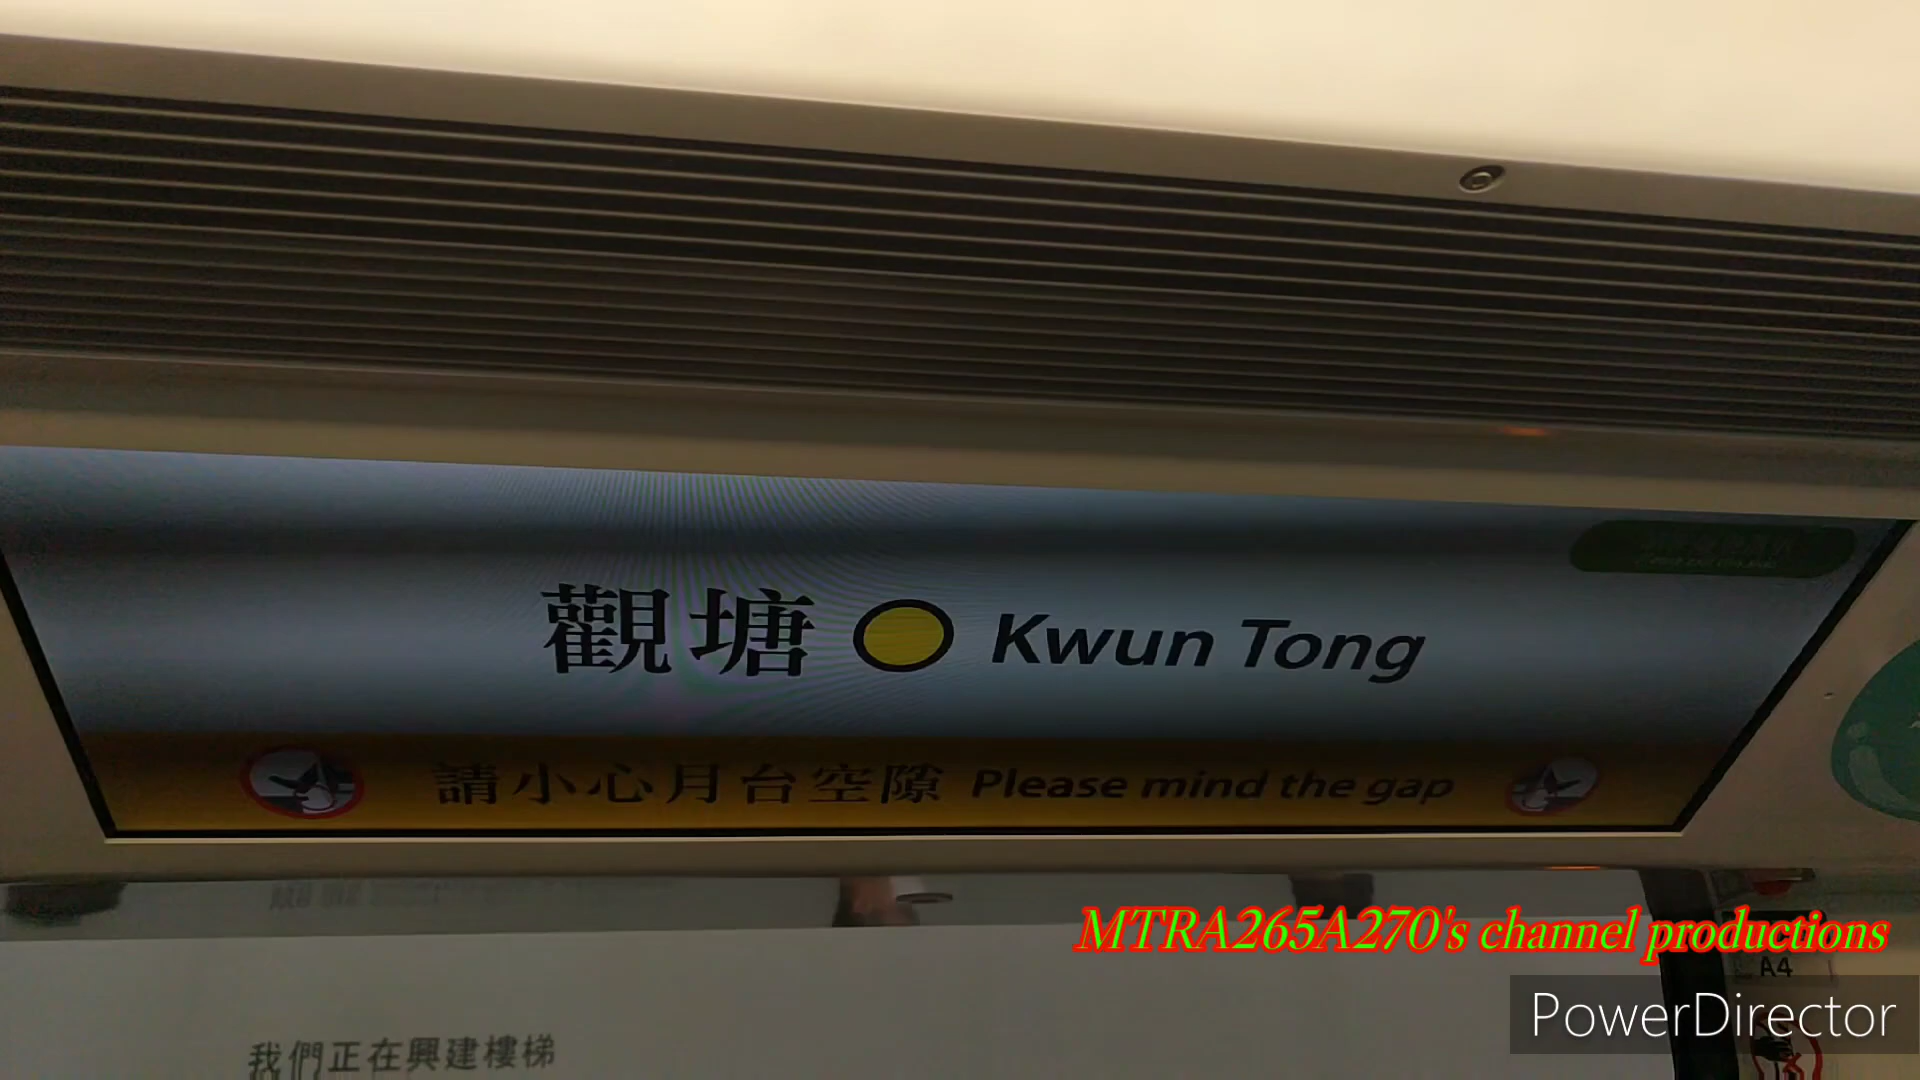 觀塘 Kwun Tong
請小心月台空隙 Please mind the gap
MTRA265A270's channel productions
A4
PowerDirector
我們正在興建樓梯